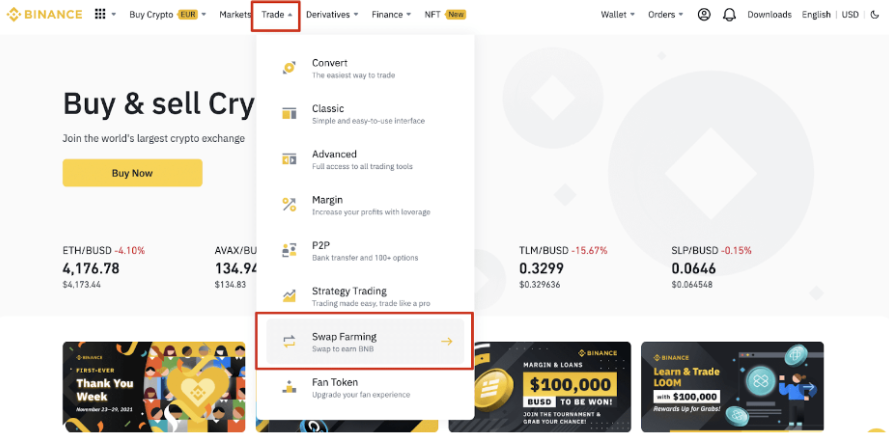 BINANCE
Buy Crypto EUR Markets Trade Derivatives Finance NFT New Wallet Orders Downloads English USD
Convert
The easiest way to trade
Classic
Simple and easy-to-use interface
Advanced
Full access to all trading tools
Margin
Increase your profits with leverage
P2P
Bank transfer and 100+ options
Strategy Trading
Trading made easy, trade like a pro
Swap Farming
Swap to earn BNB
Fan Token
Upgrade your fan experience
Buy & sell Cry
Join the world's largest crypto exchange
Buy Now
ETH/BUSD -4.10%
4,176.78
$4,173.44
AVAX/BU
134.94
$134.83
TLM/BUSD -15.67%
0.3299
$0.329636
SLP/BUSD -0.15%
0.0646
$0.064548
BINANCE
FIRST-EVER
Thank You
Week
November 23-29, 2021
BINANCE
MARGIN & LOANS
$100,000
BUSD TO BE WON!
JOIN THE TOURNAMENT &
GRAB YOUR CHANCE!
BINANCE
Learn & Trade
LOOM
with $100,000
Rewards Up for Grabs!